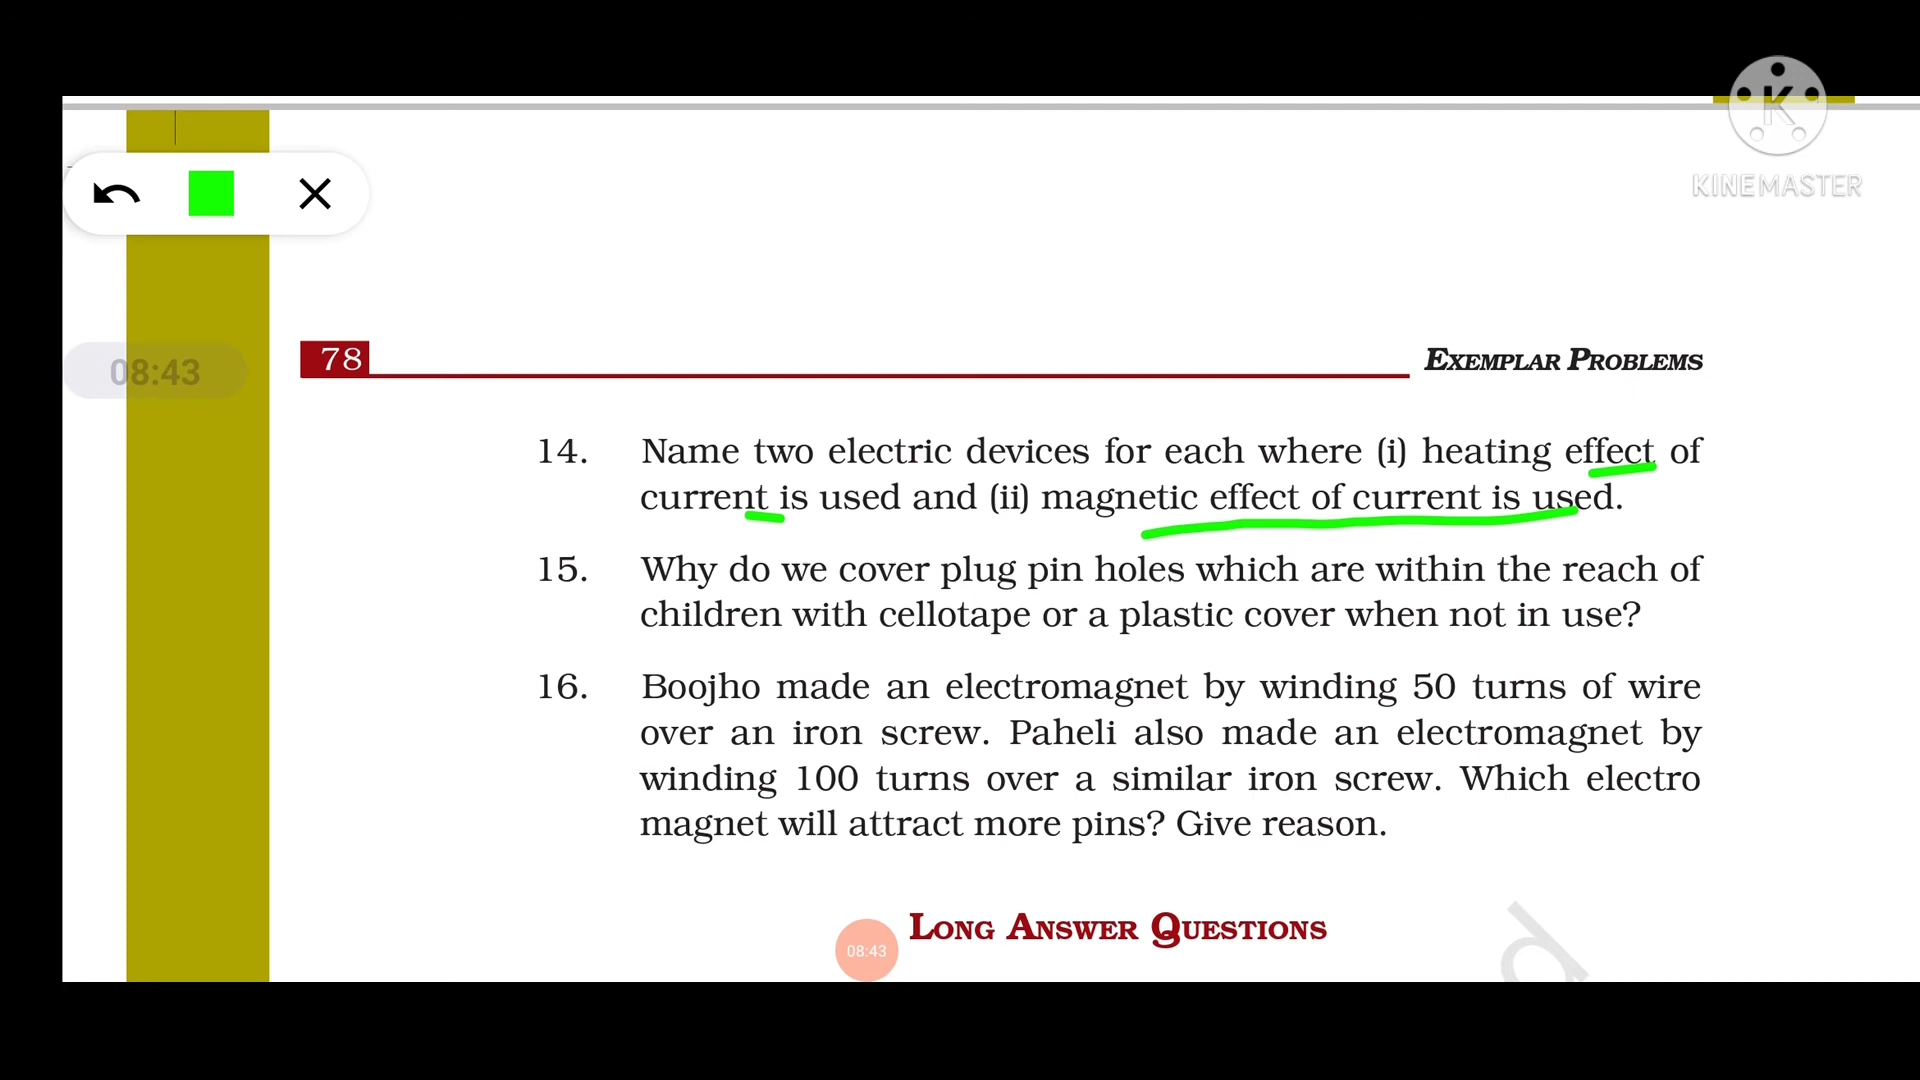 K
KINEMASTER
08:43
78 EXEMPLAR PROBLEMS
14. Name two electric devices for each where (i) heating effect of
current is used and (ii) magnetic effect of current is used.
15. Why do we cover plug pin holes which are within the reach of
children with cellotape or a plastic cover when not in use?
16. Boojho made an electromagnet by winding 50 turns of wire
over an iron screw. Paheli also made an electromagnet by
winding 100 turns over a similar iron screw. Which electro
magnet will attract more pins? Give reason.
LONG ANSWER QUESTIONS
08:43
d